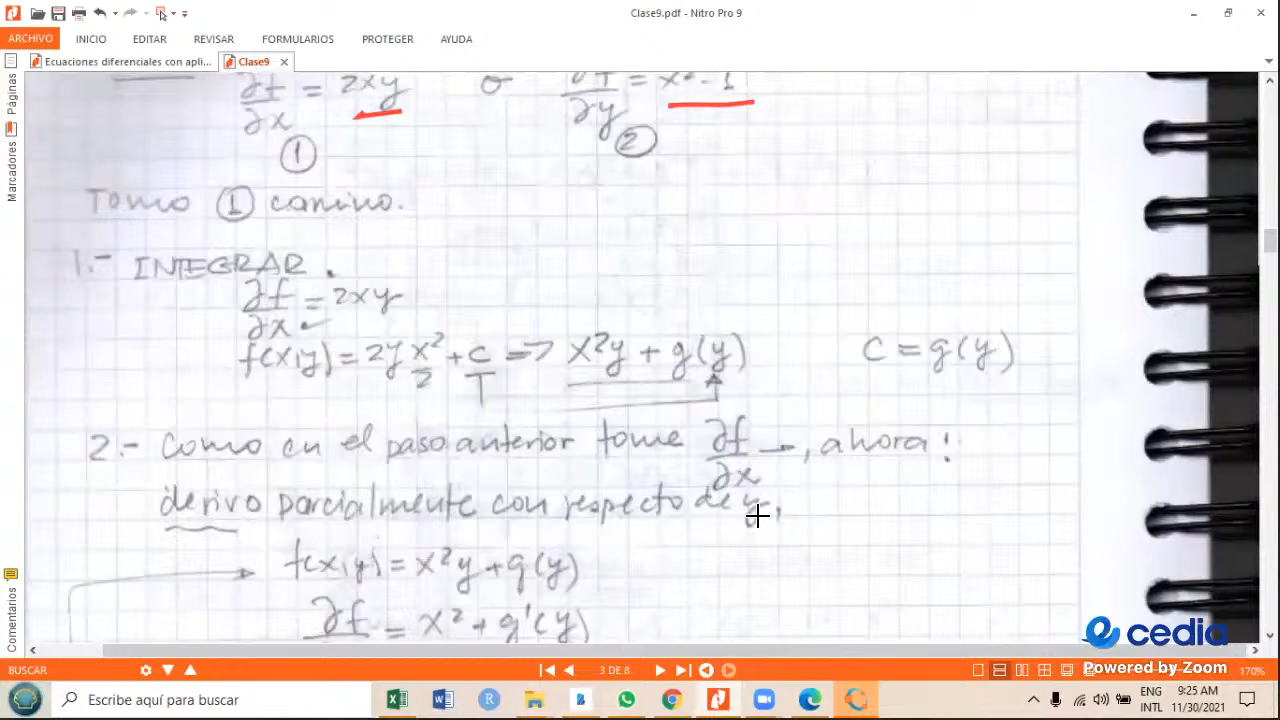 Clase9.pdf - Nitro Pro 9
ARCHIVO INICIO EDITAR REVISAR FORMULARIOS PROTEGER AYUDA
Ecuaciones diferenciales con apli... Clase9
Páginas
Marcadores
Comentarios
∂f/∂x = 2xy o ∂f/∂y = x² - 1
① ②
Tomo ① camino.
1.- INTEGRAR.
∂f/∂x = 2xy
f(x,y) = 2y x²/2 + C => x²y + g(y) C = g(y)
2.- Como en el paso anterior tome ∂f/∂x →, ahora!
derivo parcialmente con respecto de y,
f(x,y) = x²y + g(y)
∂f = x² + g'(y)
cedia
Powered by Zoom
BUSCAR 3 DE 8 170%
Escribe aquí para buscar
ENG 9:25 AM
INTL 11/30/2021